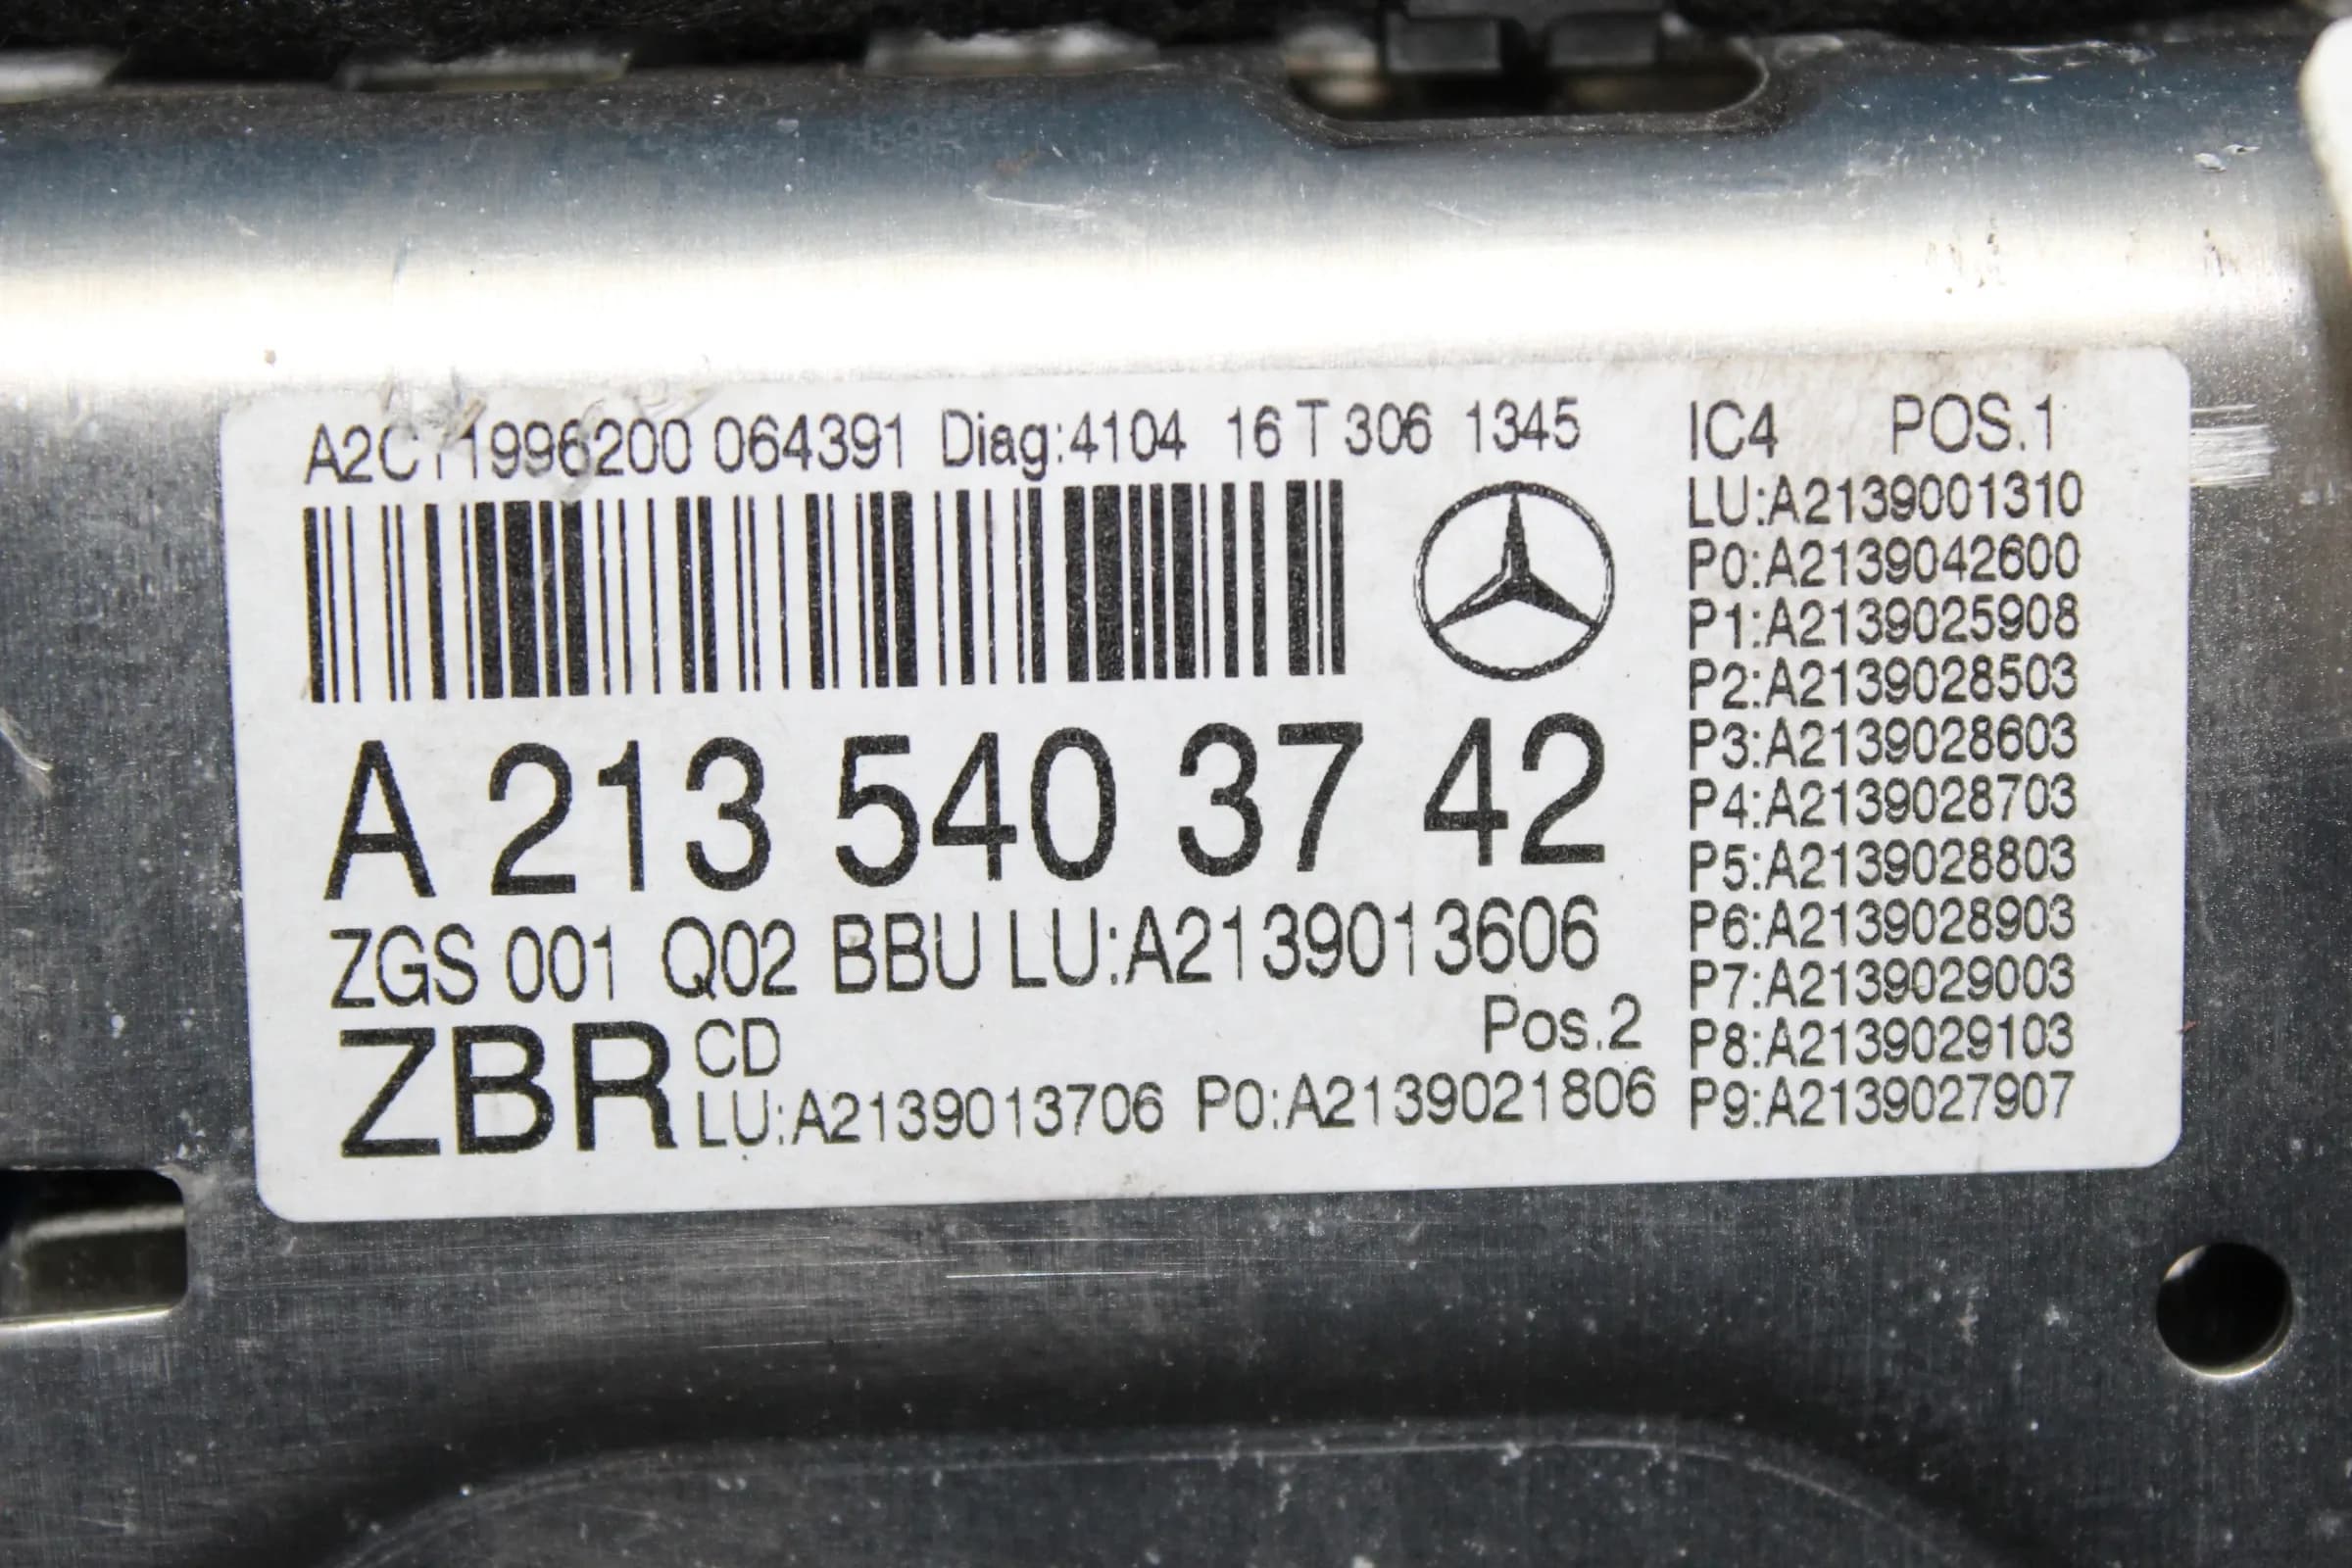 064391 Diag:4104 16 T 306 1345
A 213 540 37 42
ZGS 001 Q02 BBU LU:A2139013606
Pos.2
ZBR CD
LU:A2139013706 P0:A2139021806
IC4 POS.1
LU:A2139001310
P0:A2139042600
P1:A2139025908
P2:A2139028503
P3:A2139028603
P4:A2139028703
P5:A2139028803
P6:A2139028903
P7:A2139029003
P8:A2139029103
P9:A2139027907